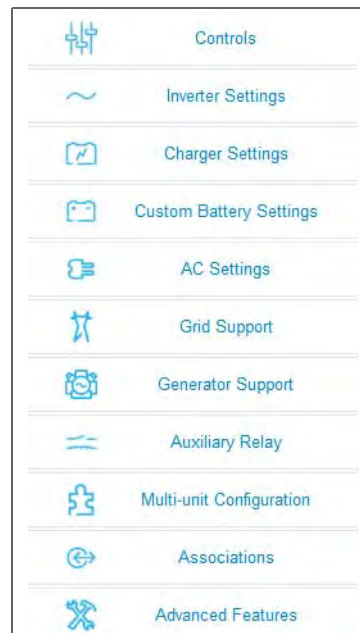 Controls
Inverter Settings
Charger Settings
Custom Battery Settings
AC Settings
Grid Support
Generator Support
Auxiliary Relay
Multi-unit Configuration
Associations
Advanced Features